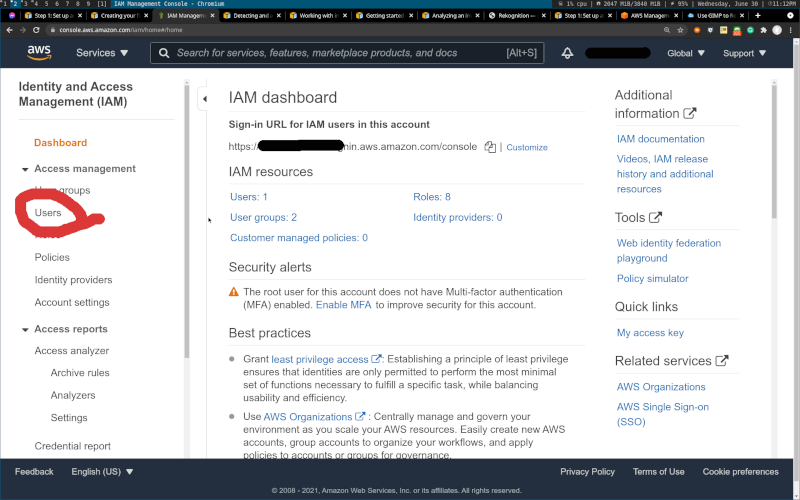 1 2 3 4 5 6 7 8 9 [1] IAM Management Console - Chromium
1% cpu | 2047 MiB/3840 MiB | 95% | Wednesday, June 30 | 11:12PM
Step 1: Set up a
Creating your
IAM Management
Detecting and
Working with i
Getting started
Analyzing an i
Rekognition —
Step 1:Set up a
AWS Manageme
Use GIMP to R
console.aws.amazon.com/iam/home#/home
aws
Services
Search for services, features, marketplace products, and docs
[Alt+S]
Global
Support
Identity and Access
Management (IAM)
Dashboard
Access management
User groups
Users
Roles
Policies
Identity providers
Account settings
Access reports
Access analyzer
Archive rules
Analyzers
Settings
Credential report
IAM dashboard
Sign-in URL for IAM users in this account
https:// nin.aws.amazon.com/console | Customize
IAM resources
Users: 1
Roles: 8
User groups: 2
Identity providers: 0
Customer managed policies: 0
Security alerts
The root user for this account does not have Multi-factor authentication
(MFA) enabled. Enable MFA to improve security for this account.
Best practices
Grant least privilege access : Establishing a principle of least privilege
ensures that identities are only permitted to perform the most minimal
set of functions necessary to fulfill a specific task, while balancing
usability and efficiency.
Use AWS Organizations : Centrally manage and govern your
environment as you scale your AWS resources. Easily create new AWS
accounts, group accounts to organize your workflows, and apply
policies to accounts or groups for governance.
Additional
information
IAM documentation
Videos, IAM release
history and additional
resources
Tools
Web identity federation
playground
Policy simulator
Quick links
My access key
Related services
AWS Organizations
AWS Single Sign-on
(SSO)
Feedback
English (US)
Privacy Policy
Terms of Use
Cookie preferences
© 2008 - 2021, Amazon Web Services, Inc. or its affiliates. All rights reserved.